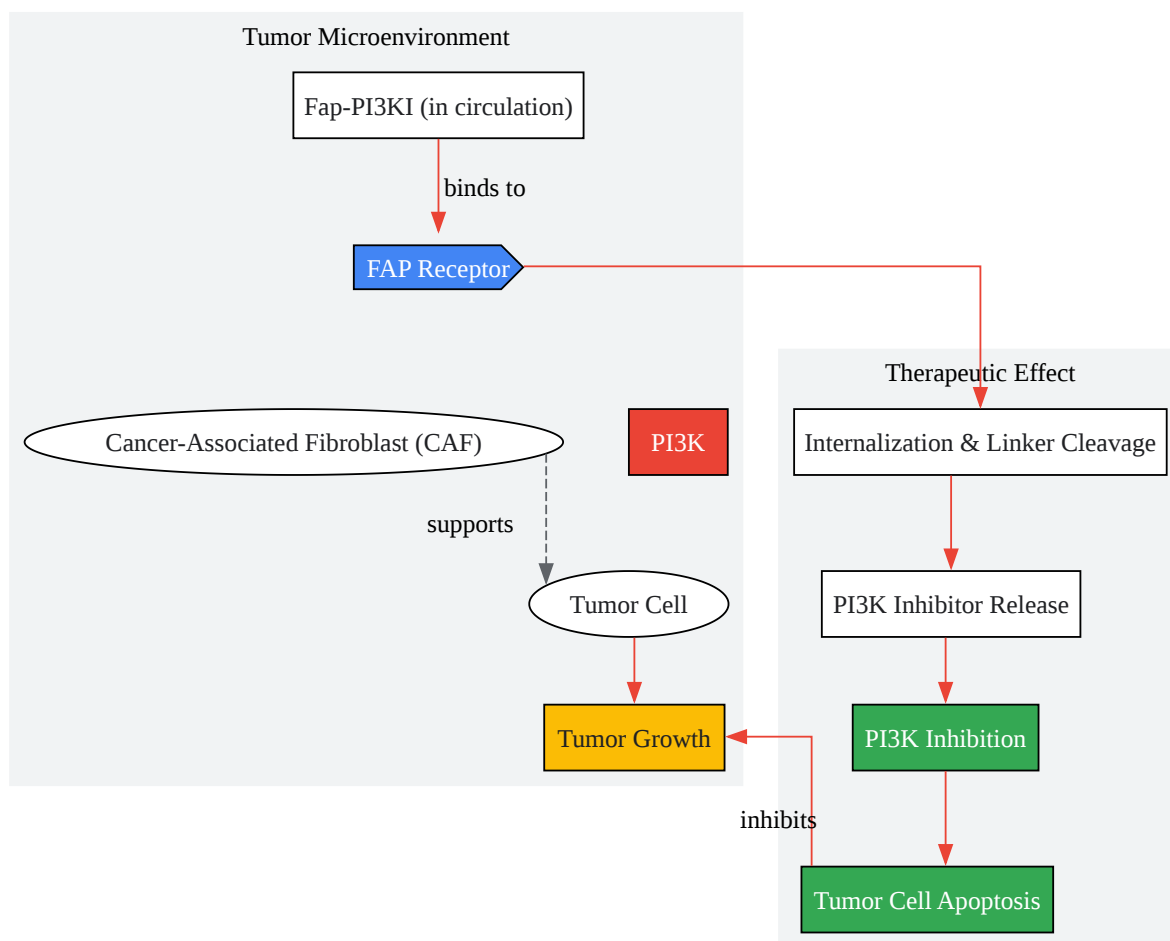 Tumor Microenvironment
Fap-PI3KI (in circulation)
binds to
FAP Receptor
Therapeutic Effect
Cancer-Associated Fibroblast (CAF)
PI3K
Internalization & Linker Cleavage
supports
Tumor Cell
PI3K Inhibitor Release
Tumor Growth
PI3K Inhibition
inhibits
Tumor Cell Apoptosis